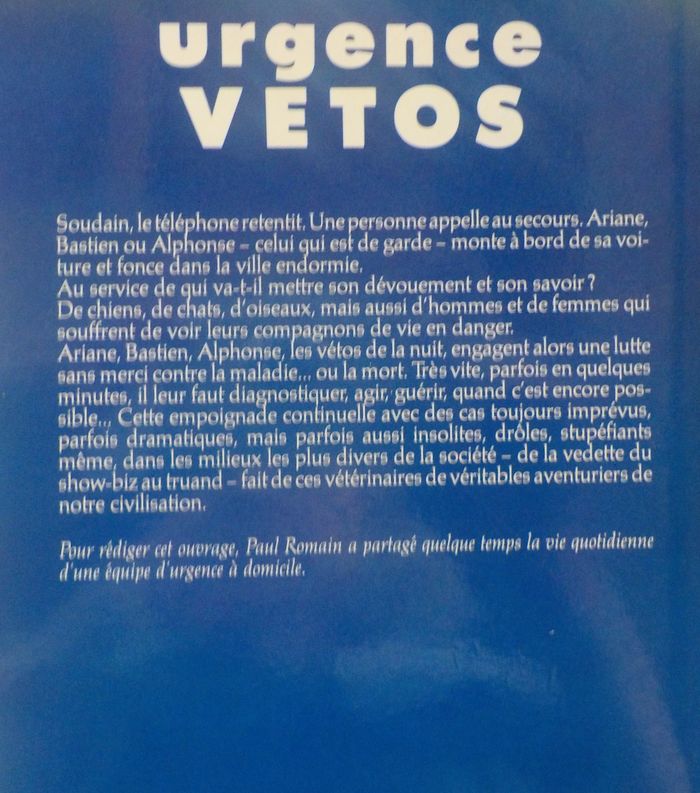 urgence
VETOS
Soudain, le téléphone retentit. Une personne appelle au secours. Ariane,
Bastien ou Alphonse – celui qui est de garde – monte à bord de sa voi-
ture et fonce dans la ville endormie.
Au service de qui va-t-il mettre son dévouement et son savoir ?
De chiens, de chats, d'oiseaux, mais aussi d'hommes et de femmes qui
souffrent de voir leurs compagnons de vie en danger.
Ariane, Bastien, Alphonse, les vétos de la nuit, engagent alors une lutte
sans merci contre la maladie... ou la mort. Très vite, parfois en quelques
minutes, il leur faut diagnostiquer, agir, guérir, quand c'est encore pos-
sible... Cette empoignade continuelle avec des cas toujours imprévus,
parfois dramatiques, mais parfois aussi insolites, drôles, stupéfiants
même, dans les milieux les plus divers de la société – de la vedette du
show-biz au truand – fait de ces vétérinaires de véritables aventuriers de
notre civilisation.
Pour rédiger cet ouvrage, Paul Romain a partagé quelque temps la vie quotidienne
d'une équipe d'urgence à domicile.